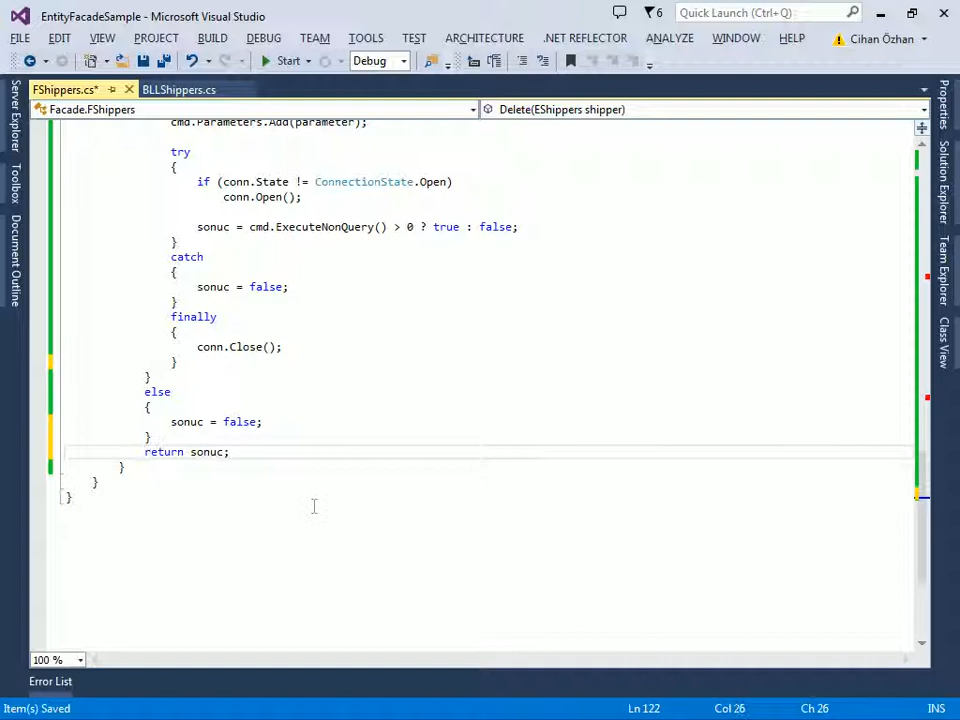 EntityFacadeSample - Microsoft Visual Studio
6
Quick Launch (Ctrl+Q)
FILE EDIT VIEW PROJECT BUILD DEBUG TEAM TOOLS TEST ARCHITECTURE .NET REFLECTOR ANALYZE WINDOW HELP Cihan Özhan
Start Debug
FShippers.cs* BLLShippers.cs
Facade.FShippers Delete(EShippers shipper)
cmd.Parameters.Add(parameter);
try
{
if (conn.State != ConnectionState.Open)
conn.Open();
sonuc = cmd.ExecuteNonQuery() > 0 ? true : false;
}
catch
{
sonuc = false;
}
finally
{
conn.Close();
}
}
else
{
sonuc = false;
}
return sonuc;
}
}
}
Server Explorer
Toolbox
Document Outline
Properties
Solution Explorer
Team Explorer
Class View
100 %
Error List
Item(s) Saved Ln 122 Col 26 Ch 26 INS